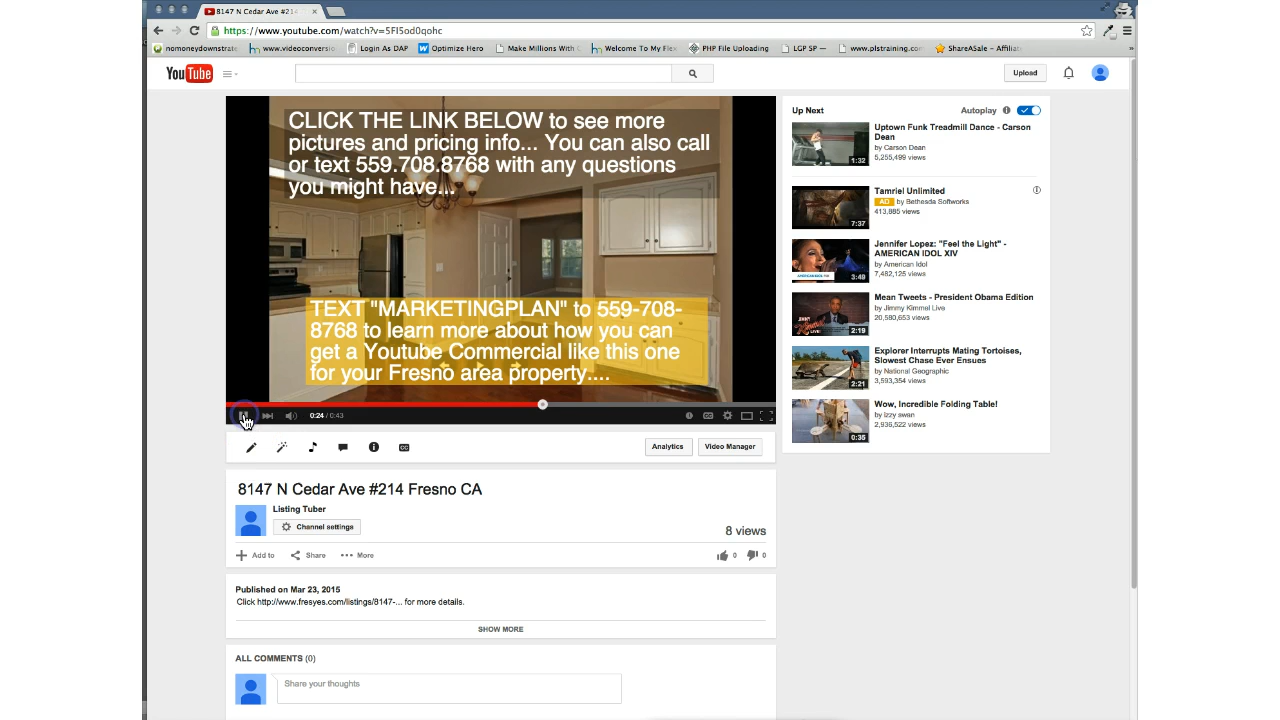 8147 N Cedar Ave #214
https://www.youtube.com/watch?v=5FI5od0qohc
nomoneydownstrate
www.videoconversio
Login As DAP
Optimize Hero
Make Millions With
Welcome To My Fle
PHP File Uploading
LGP SP —
www.plstraining.com
ShareASale - Affiliat
»
YouTube
Upload
CLICK THE LINK BELOW to see more
pictures and pricing info... You can also call
or text 559.708.8768 with any questions
you might have...
TEXT "MARKETINGPLAN" to 559-708-
8768 to learn more about how you can
get a Youtube Commercial like this one
for your Fresno area property....
0:24 / 0:43
Analytics
Video Manager
8147 N Cedar Ave #214 Fresno CA
Listing Tuber
Channel settings
8 views
Add to
Share
More
0
0
Published on Mar 23, 2015
Click http://www.fresyes.com/listings/8147-... for more details.
SHOW MORE
ALL COMMENTS (0)
Share your thoughts
Up Next
Autoplay
Uptown Funk Treadmill Dance - Carson
Dean
by Carson Dean
5,255,499 views
1:32
Tamriel Unlimited
AD by Bethesda Softworks
413,885 views
7:37
Jennifer Lopez: "Feel the Light" -
AMERICAN IDOL XIV
by American Idol
7,482,125 views
3:49
Mean Tweets - President Obama Edition
by Jimmy Kimmel Live
20,580,653 views
2:19
Explorer Interrupts Mating Tortoises,
Slowest Chase Ever Ensues
by National Geographic
3,593,354 views
2:21
Wow, Incredible Folding Table!
by izzy swan
2,936,522 views
0:35